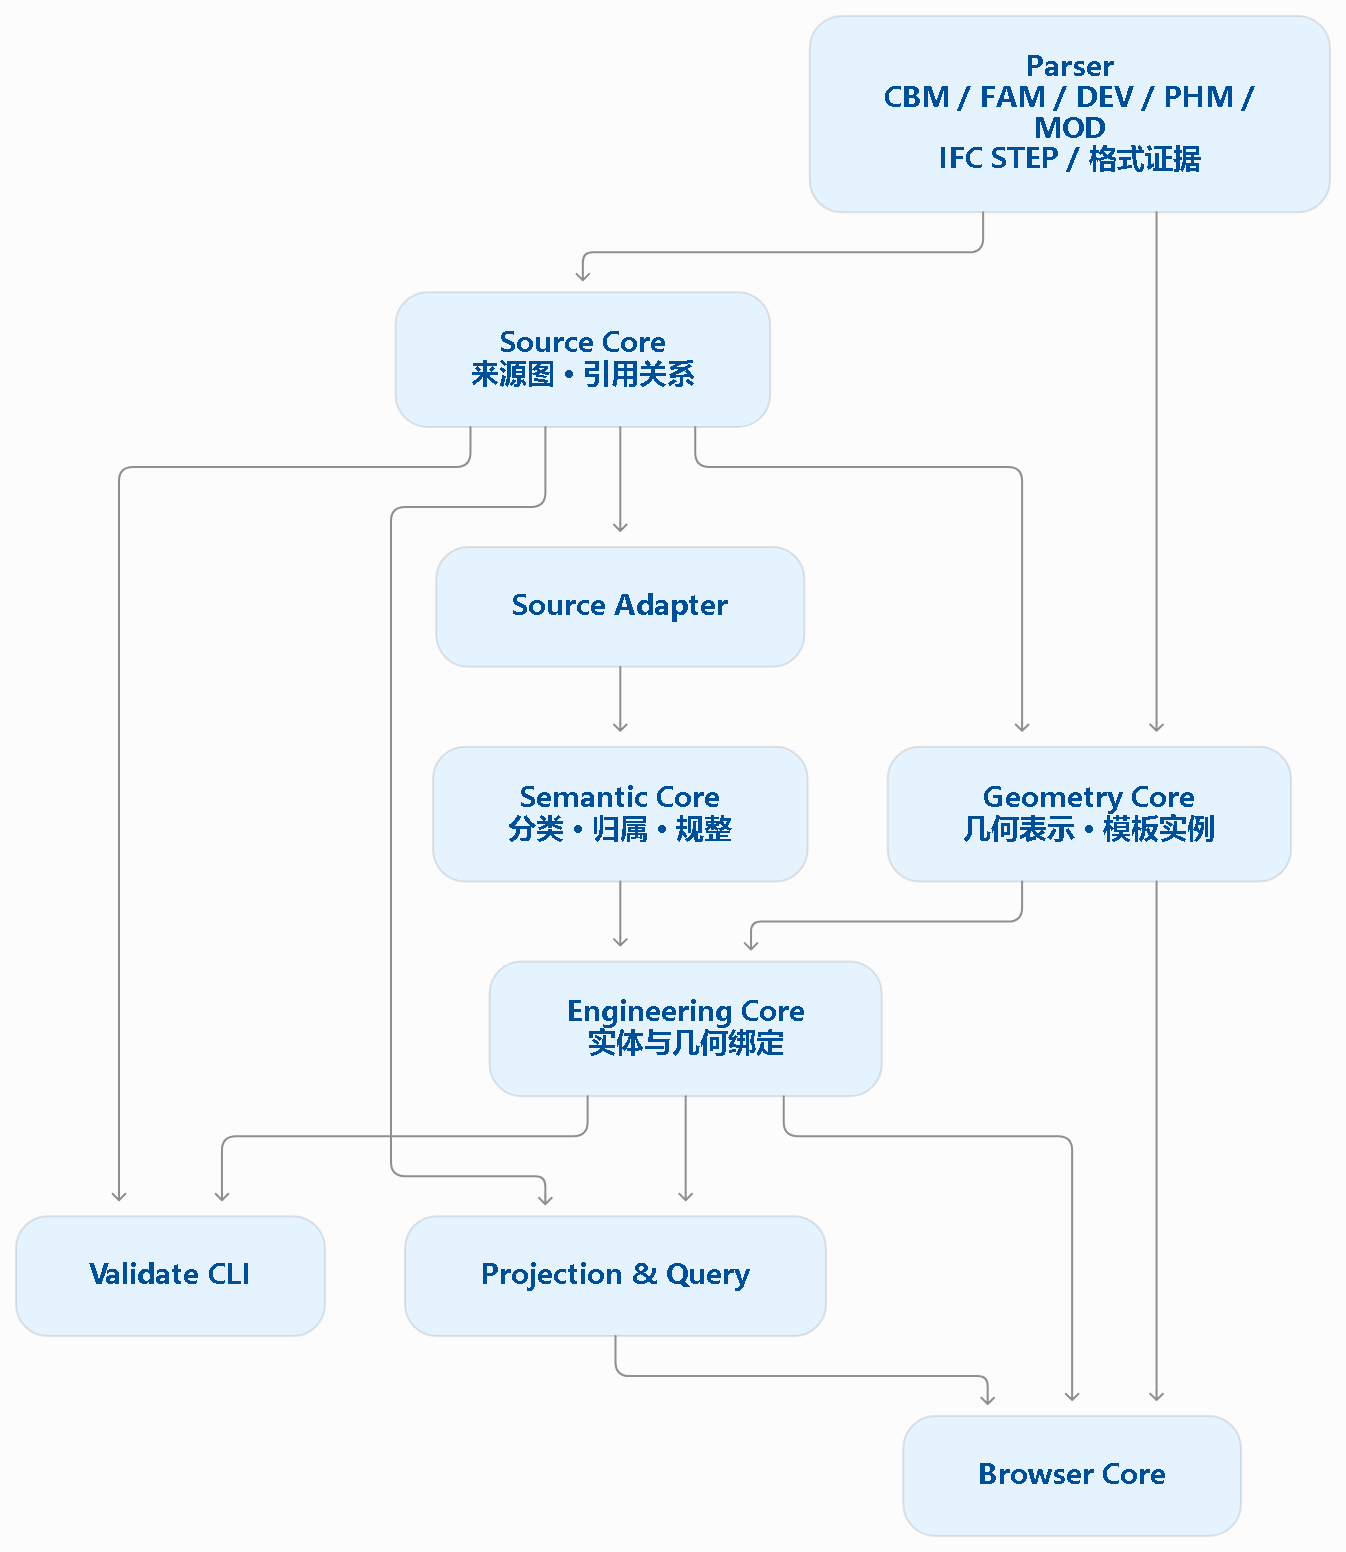 Parser
CBM / FAM / DEV / PHM /
MOD
IFC STEP / 格式证据
Source Core
来源图 • 引用关系
Source Adapter
Semantic Core
分类 • 归属 • 规整
Geometry Core
几何表示 • 模板实例
Engineering Core
实体与几何绑定
Validate CLI
Projection & Query
Browser Core